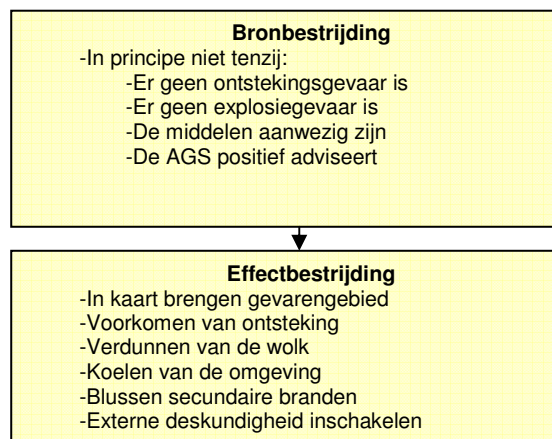 Bronbestrijding
-In principe niet tenzij:
-Er geen ontstekingsgevaar is
-Er geen explosiegevaar is
-De middelen aanwezig zijn
-De AGS positief adviseert
Effectbestrijding
-In kaart brengen gevarengebied
-Voorkomen van ontsteking
-Verdunnen van de wolk
-Koelen van de omgeving
-Blussen secundaire branden
-Externe deskundigheid inschakelen